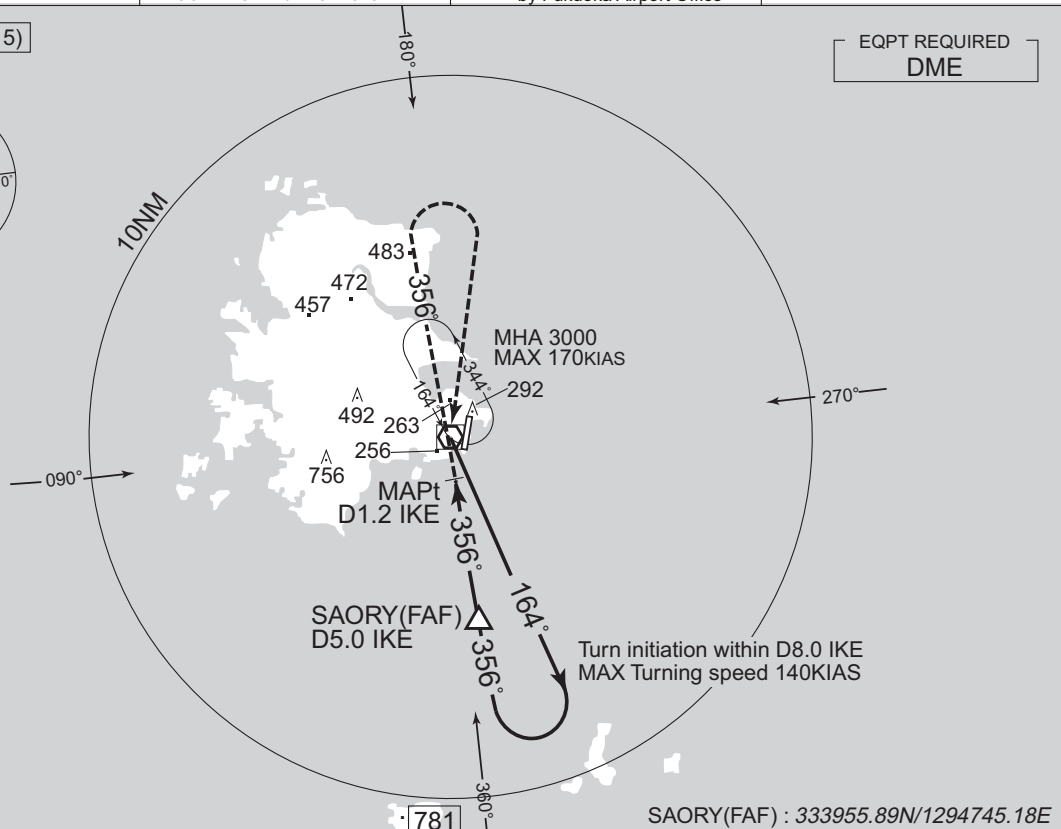 by Fukuoka Airport Office
5)
180°
EQPT REQUIRED
DME
0°
10NM
483
472
356°
457
MHA 3000
MAX 170KIAS
344°
164°
292
270°
492
263
256
756
090°
MAPt
D1.2 IKE
356°
164°
SAORY(FAF)
D5.0 IKE
356°
Turn initiation within D8.0 IKE
MAX Turning speed 140KIAS
360°
781
SAORY(FAF) : 333955.89N/1294745.18E